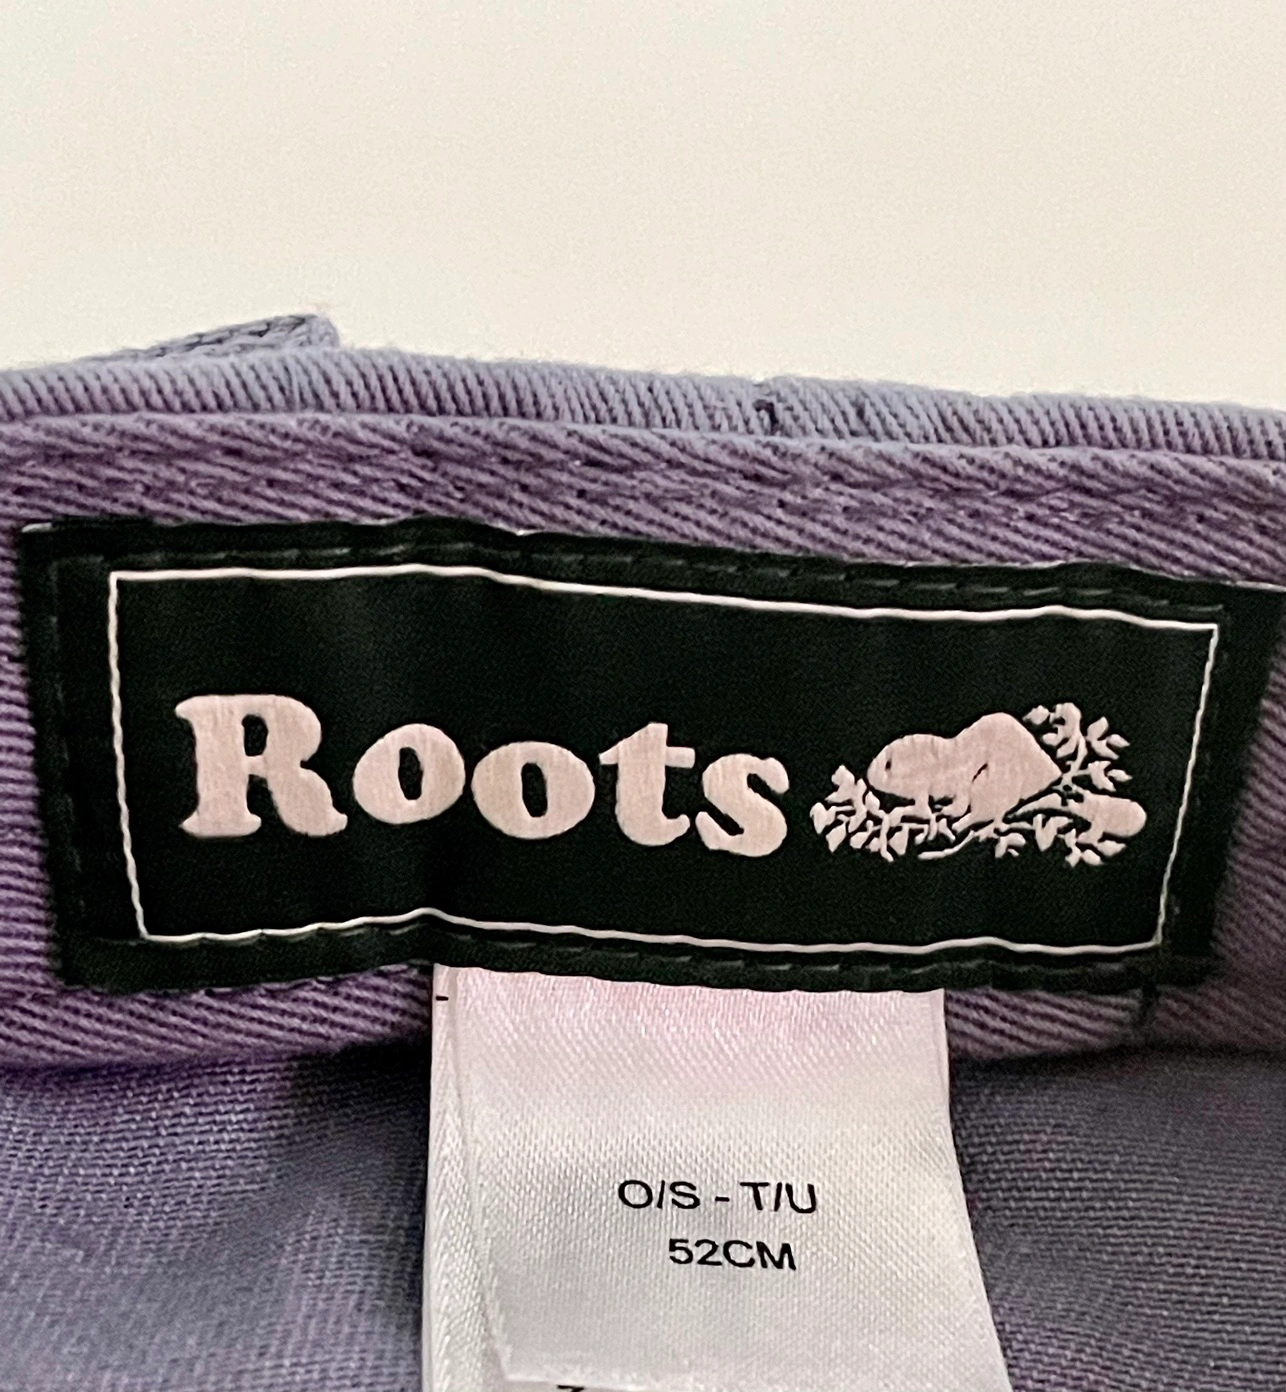 Roots
O/S - T/U
52CM